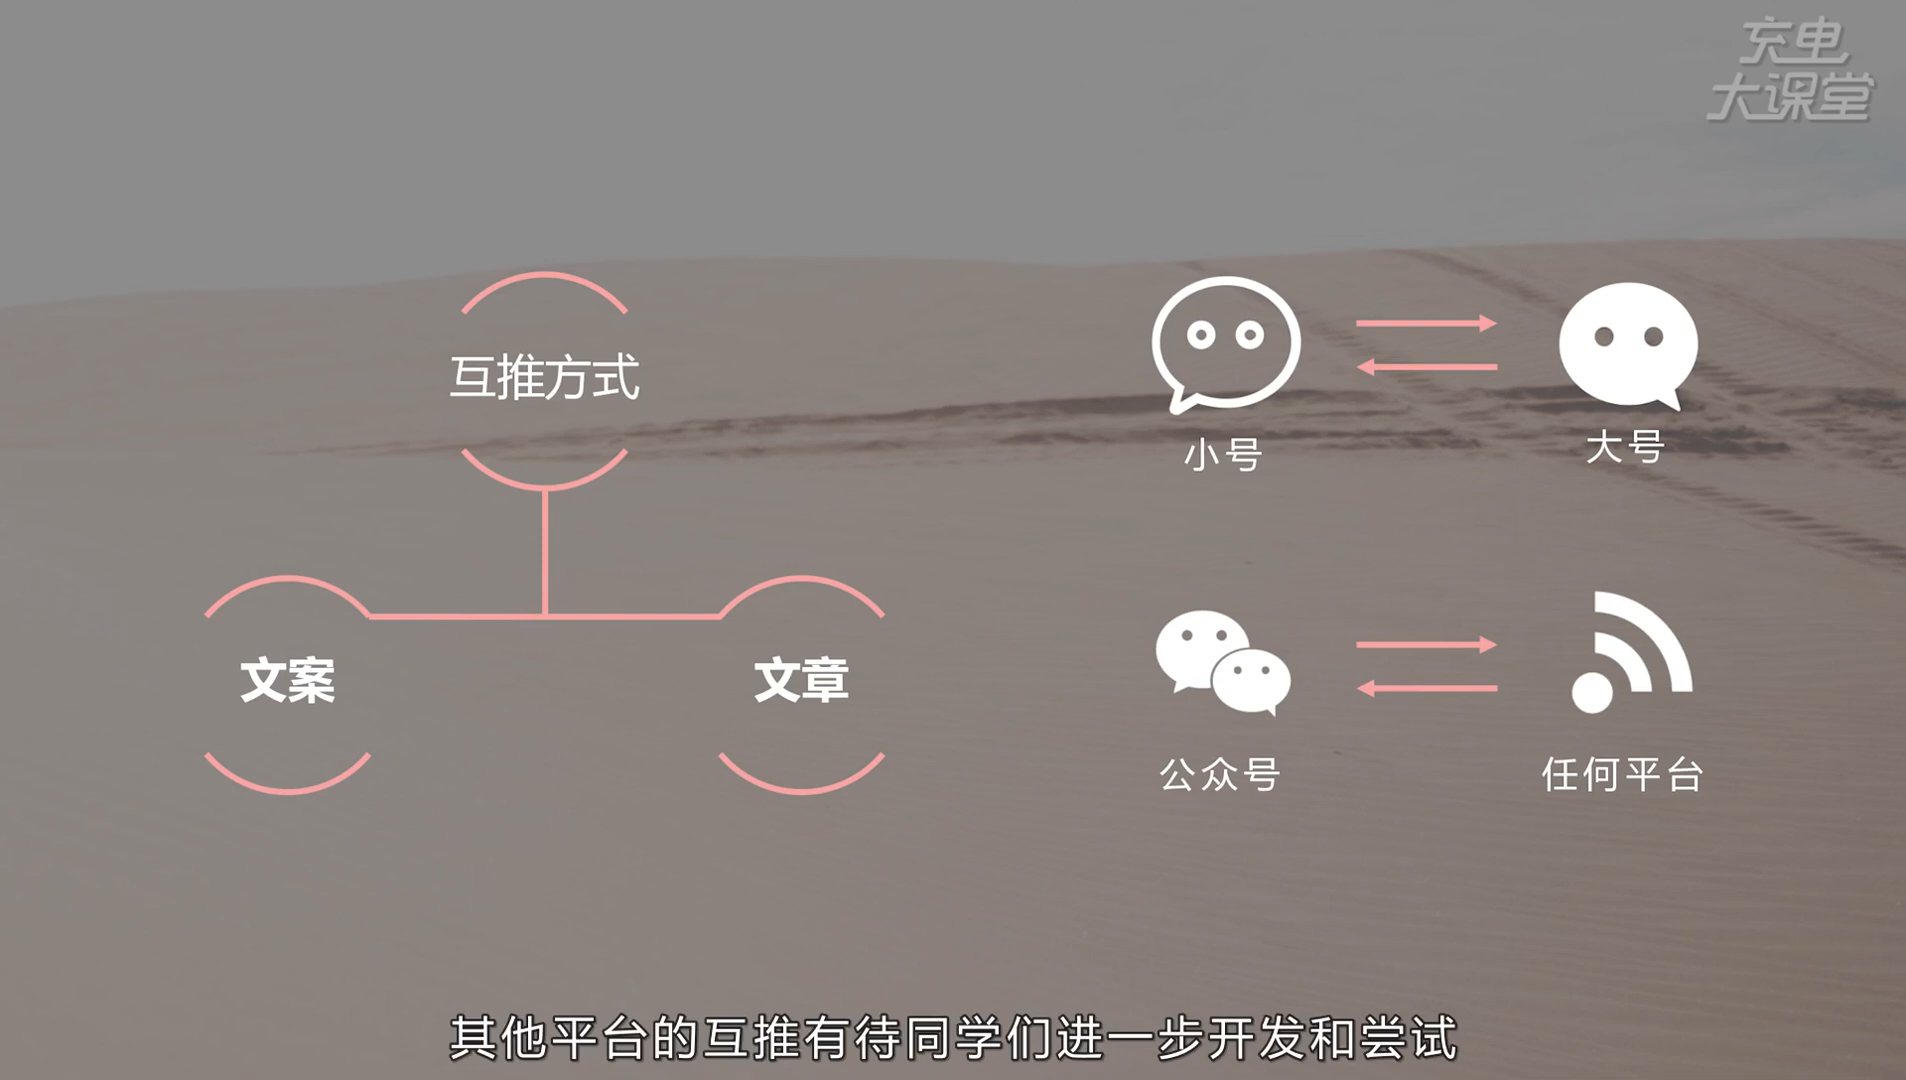 充电
大课堂
互推方式
文案
文章
小号
大号
公众号
任何平台
其他平台的互推有待同学们进一步开发和尝试